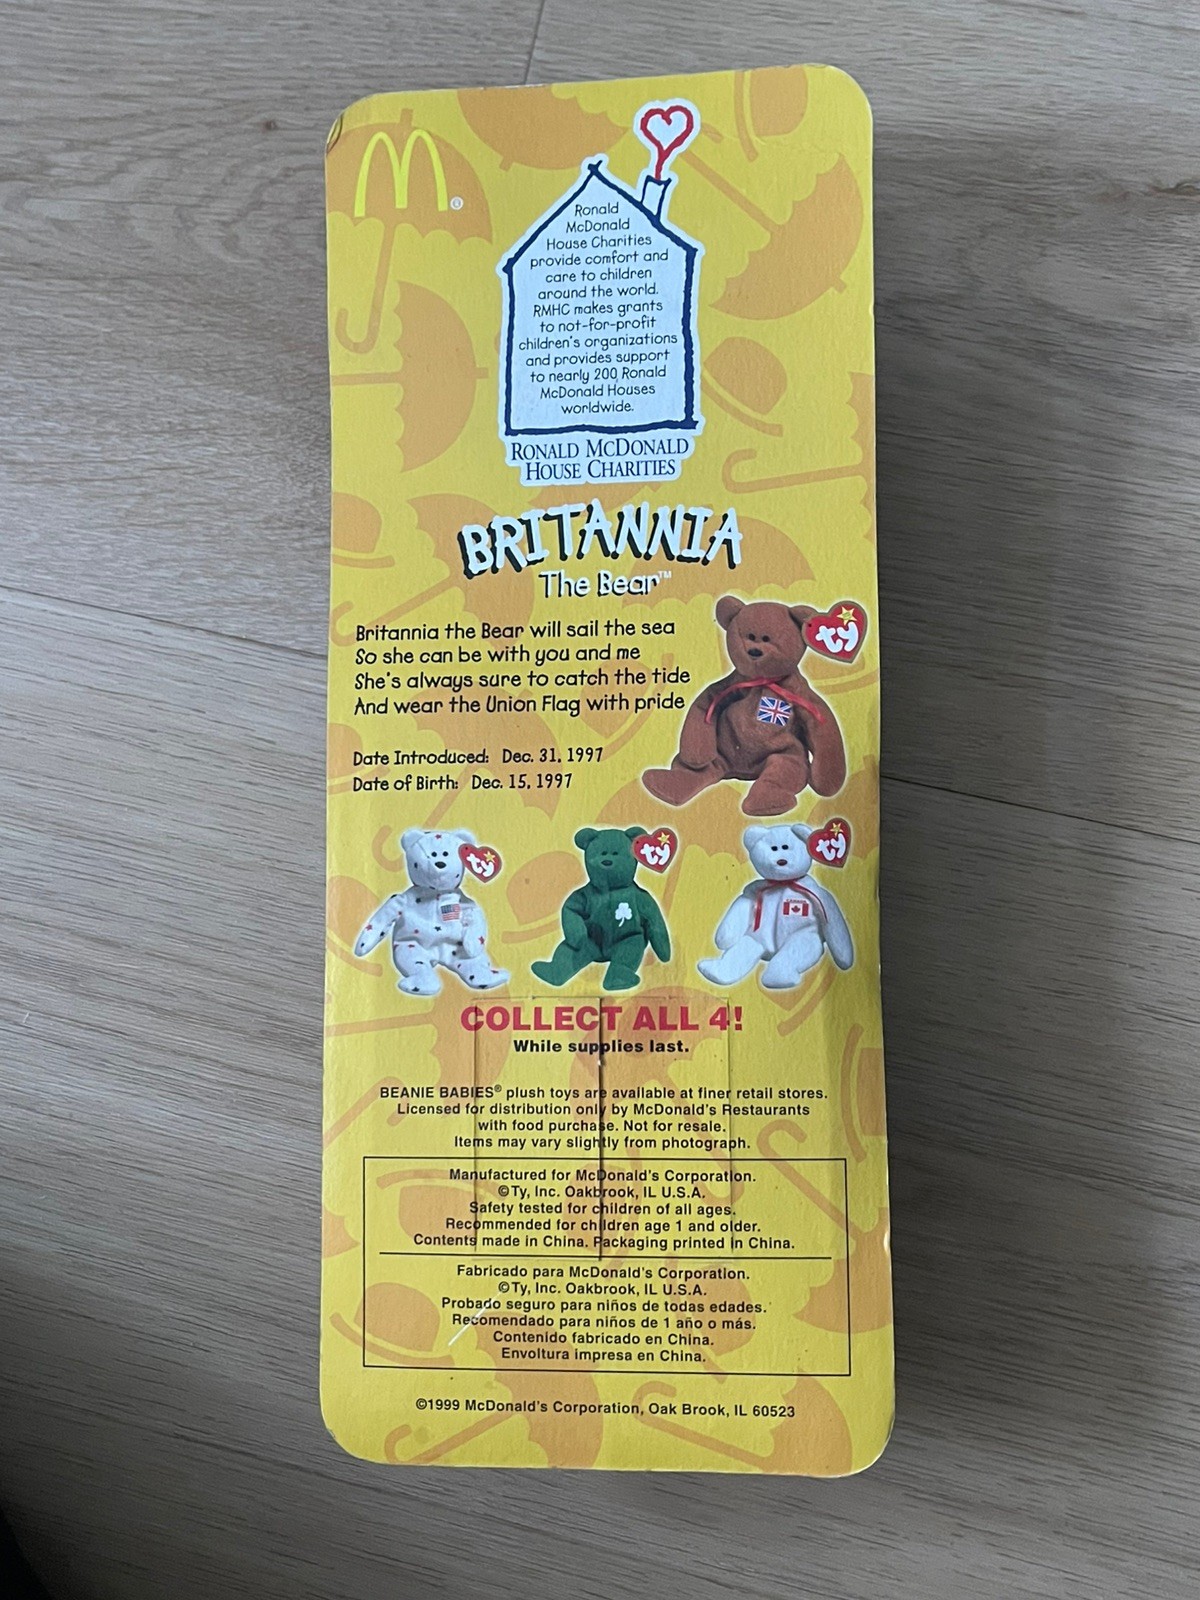 M®
Ronald
McDonald
House Charities
provide comfort and
care to children
around the world.
RMHC makes grants
to not-for-profit
children's organizations
and provides support
to nearly 200 Ronald
McDonald Houses
worldwide.
RONALD MCDONALD
HOUSE CHARITIES
BRITANNIA
The Bear™
Britannia the Bear will sail the sea
So she can be with you and me
She's always sure to catch the tide
And wear the Union Flag with pride
ty
Date Introduced: Dec. 31, 1997
Date of Birth: Dec. 15, 1997
ty
ty
ty
COLLECT ALL 4!
While supplies last.
BEANIE BABIES® plush toys are available at finer retail stores.
Licensed for distribution only by McDonald's Restaurants
with food purchase. Not for resale.
Items may vary slightly from photograph.
Manufactured for McDonald's Corporation.
©Ty, Inc. Oakbrook, IL U.S.A.
Safety tested for children of all ages.
Recommended for children age 1 and older.
Contents made in China. Packaging printed in China.
Fabricado para McDonald's Corporation.
©Ty, Inc. Oakbrook, IL U.S.A.
Probado seguro para niños de todas edades.
Recomendado para niños de 1 año o más.
Contenido fabricado en China.
Envoltura impresa en China.
©1999 McDonald's Corporation, Oak Brook, IL 60523